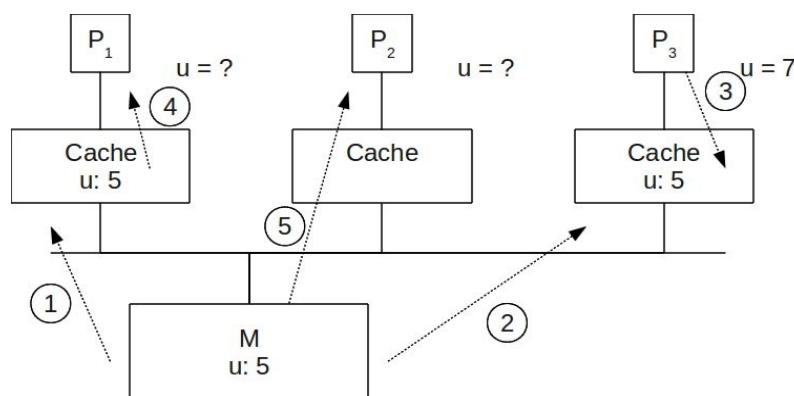 P1
P2
P3
u = ?
u = ?
u = 7
4
3
Cache
u: 5
Cache
Cache
u: 5
5
1
2
M
u: 5